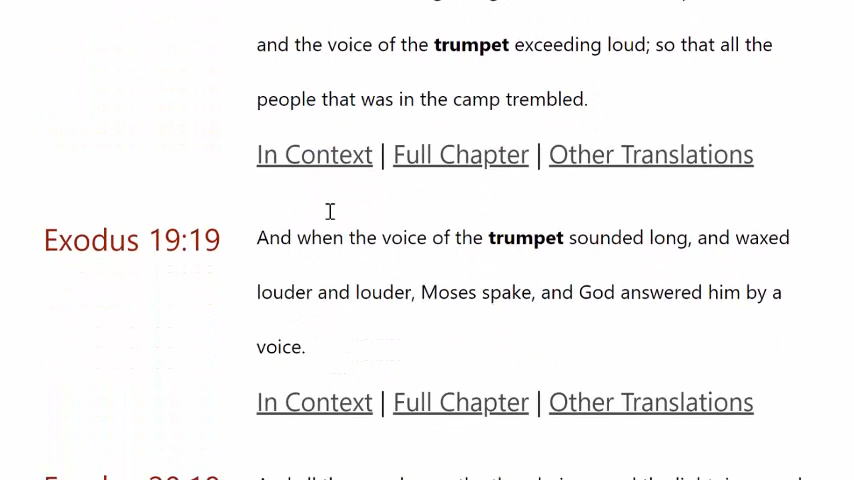 and the voice of the trumpet exceeding loud; so that all the
people that was in the camp trembled.
In Context | Full Chapter | Other Translations
Exodus 19:19 And when the voice of the trumpet sounded long, and waxed
louder and louder, Moses spake, and God answered him by a
voice.
In Context | Full Chapter | Other Translations